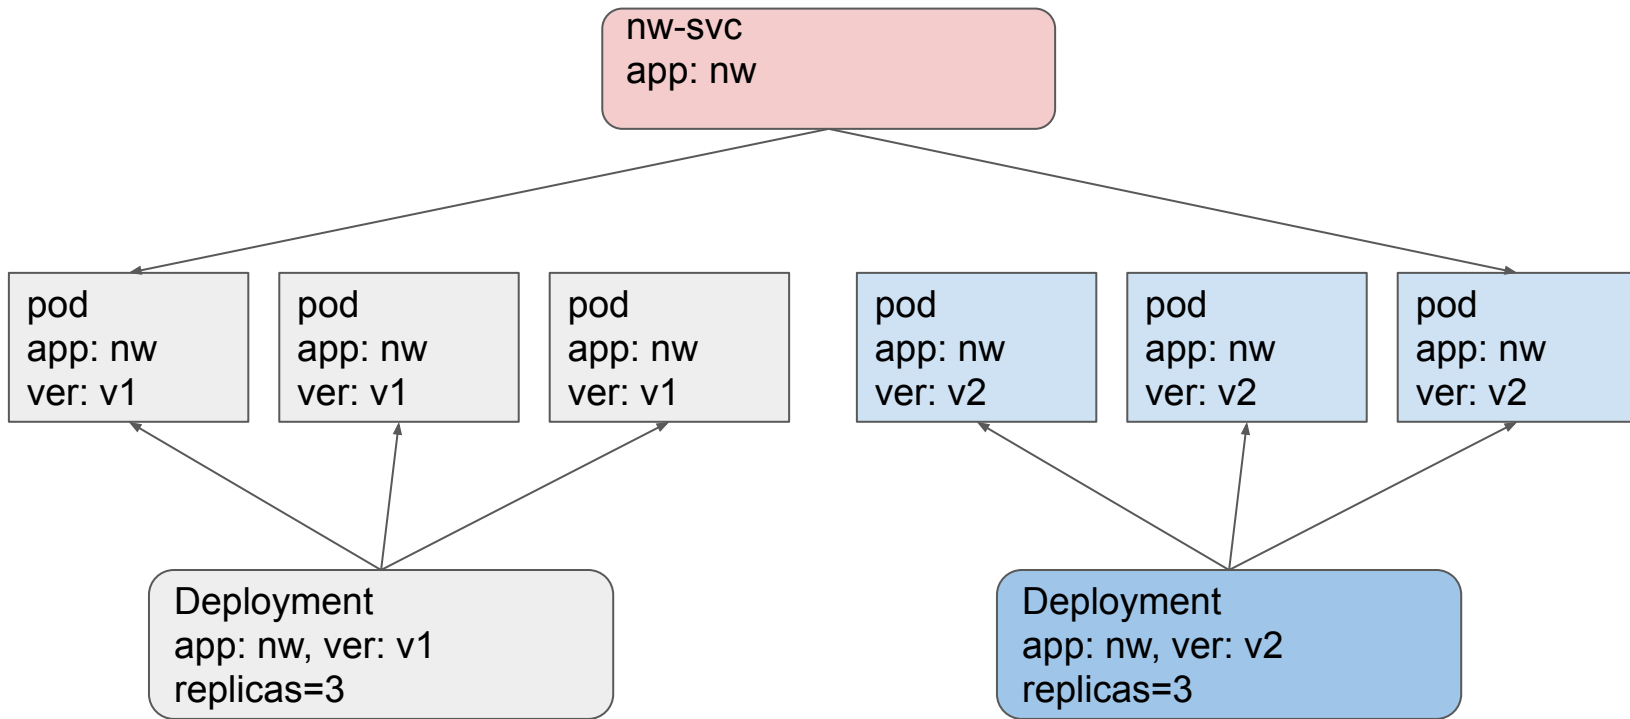 nw-svc
app: nw
pod
app: nw
ver: v1
pod
app: nw
ver: v1
pod
app: nw
ver: v1
pod
app: nw
ver: v2
pod
app: nw
ver: v2
pod
app: nw
ver: v2
Deployment
app: nw, ver: v1
replicas=3
Deployment
app: nw, ver: v2
replicas=3